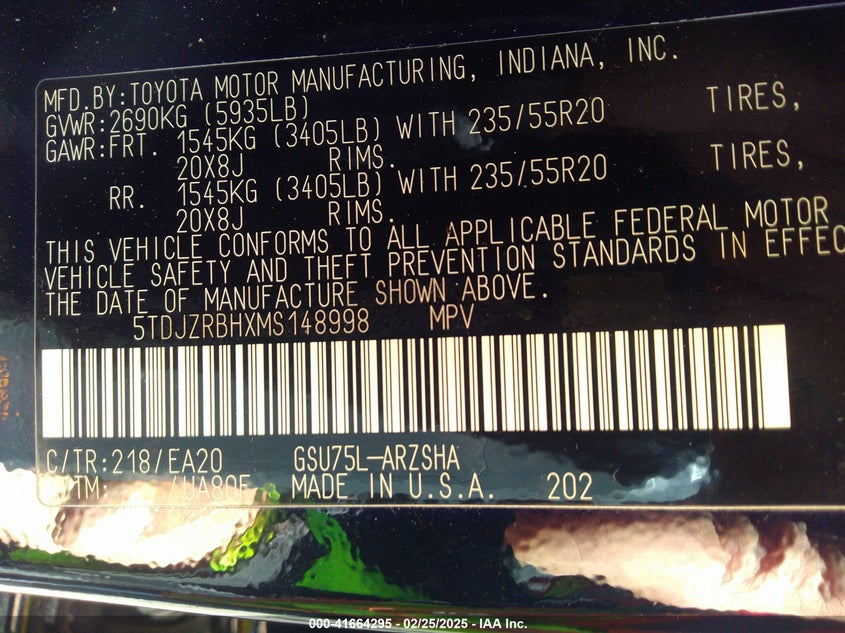 MFD.BY:TOYOTA MOTOR MANUFACTURING, INDIANA, INC.
GVWR:2690KG (5935LB)
GAWR:FRT. 1545KG (3405LB) WITH 235/55R20 TIRES,
20X8J RIMS.
RR. 1545KG (3405LB) WITH 235/55R20 TIRES,
20X8J RIMS.
THIS VEHICLE CONFORMS TO ALL APPLICABLE FEDERAL MOTOR
VEHICLE SAFETY AND THEFT PREVENTION STANDARDS IN EFFEC
THE DATE OF MANUFACTURE SHOWN ABOVE.
5TDJZRBHXMS148998 MPV
C/TR:218/EA20 GSU75L-ARZSHA
/UA80F MADE IN U.S.A. 202
000-41664295 - 02/25/2025 - IAA Inc.